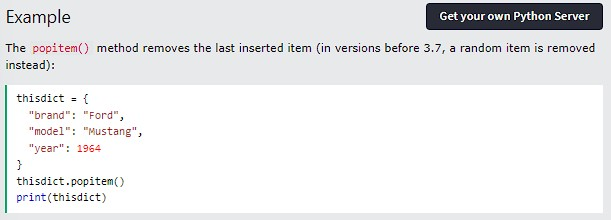 Example
Get your own Python Server
The popitem() method removes the last inserted item (in versions before 3.7, a random item is removed
instead):
thisdict = {
  "brand": "Ford",
  "model": "Mustang",
  "year": 1964
}
thisdict.popitem()
print(thisdict)